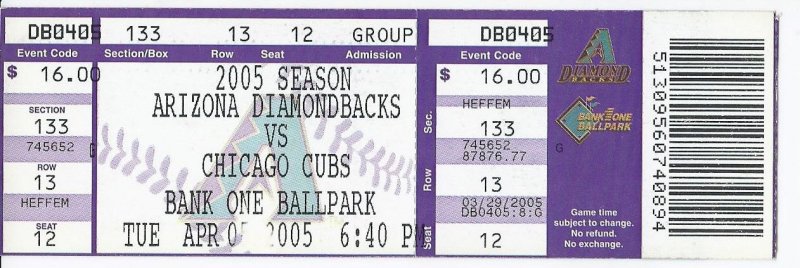 DB0405 133 13 12 GROUP DB0405
Event Code Section/Box Row Seat Admission Event Code
$ 16.00 2005 SEASON $ 16.00
ARIZONA DIAMONDBACKS
VS
CHICAGO CUBS
BANK ONE BALLPARK
TUE APR 2005 6:40
SECTION
133
745652 G
ROW
13
HEFFEM
SEAT
12
HEFFEM
Sec.
133
745652 G
87876.77
Row
13
03/29/2005
DB0405:8:G
Seat
12
A
DIAMOND
BACKS
BANK ONE
BALLPARK
Game time
subject to change.
No refund.
No exchange.
5130956074089４